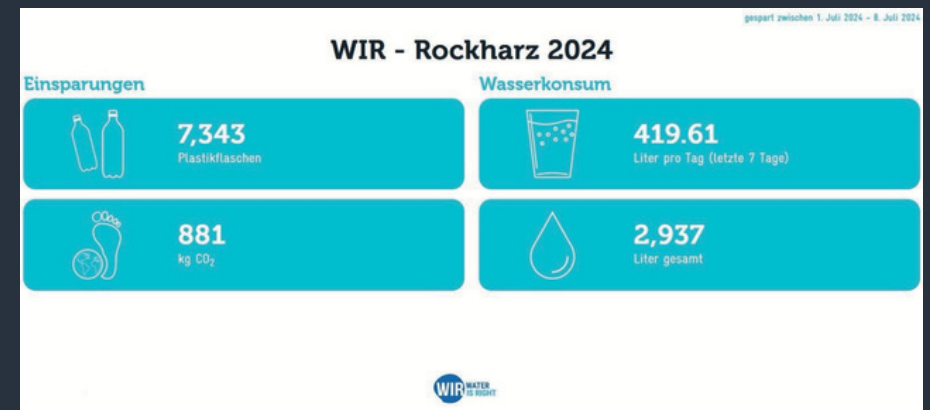 gespart zwischen 1. Juli 2024 - 8. Juli 2024
WIR - Rockharz 2024
Einsparungen
7,343
Plastikflaschen
881
kg CO₂
Wasserkonsum
419.61
Liter pro Tag (letzte 7 Tage)
2,937
Liter gesamt
WIR WATER
IS RIGHT